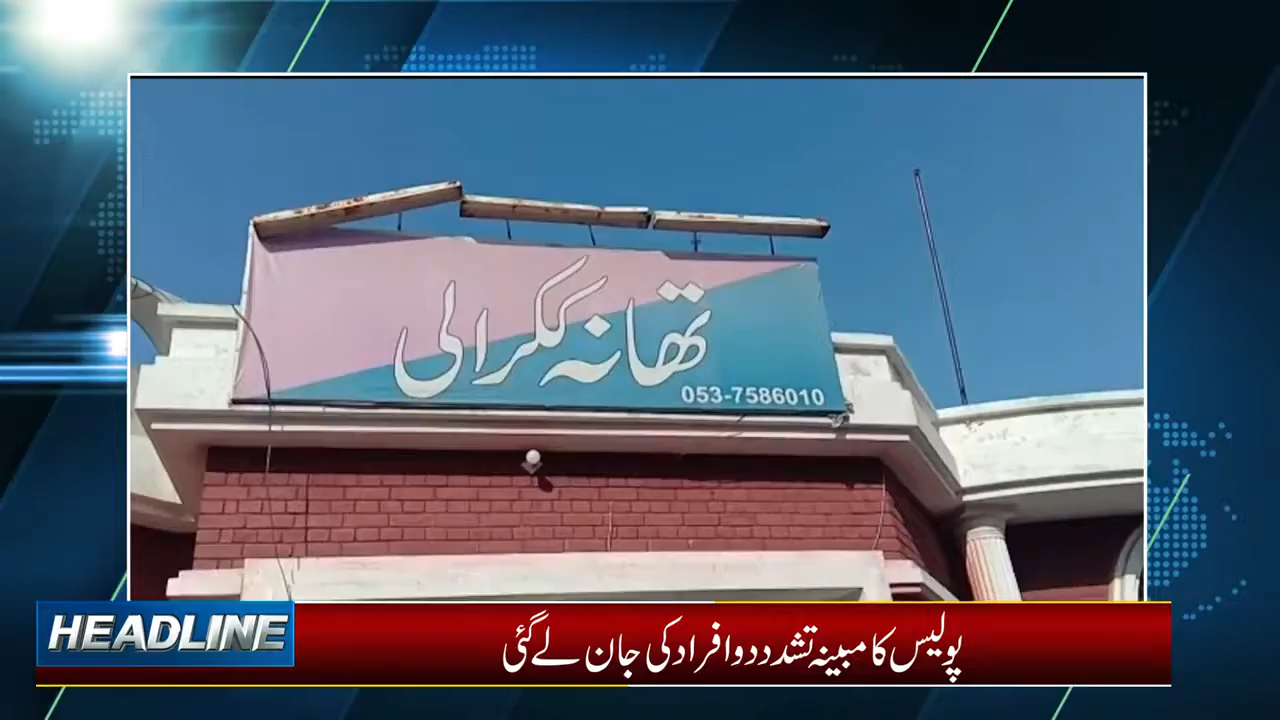 تھانہ ککرالی
053-7586010
HEADLINE
پولیس کا مبینہ تشدد دو افراد کی جان لے گئی